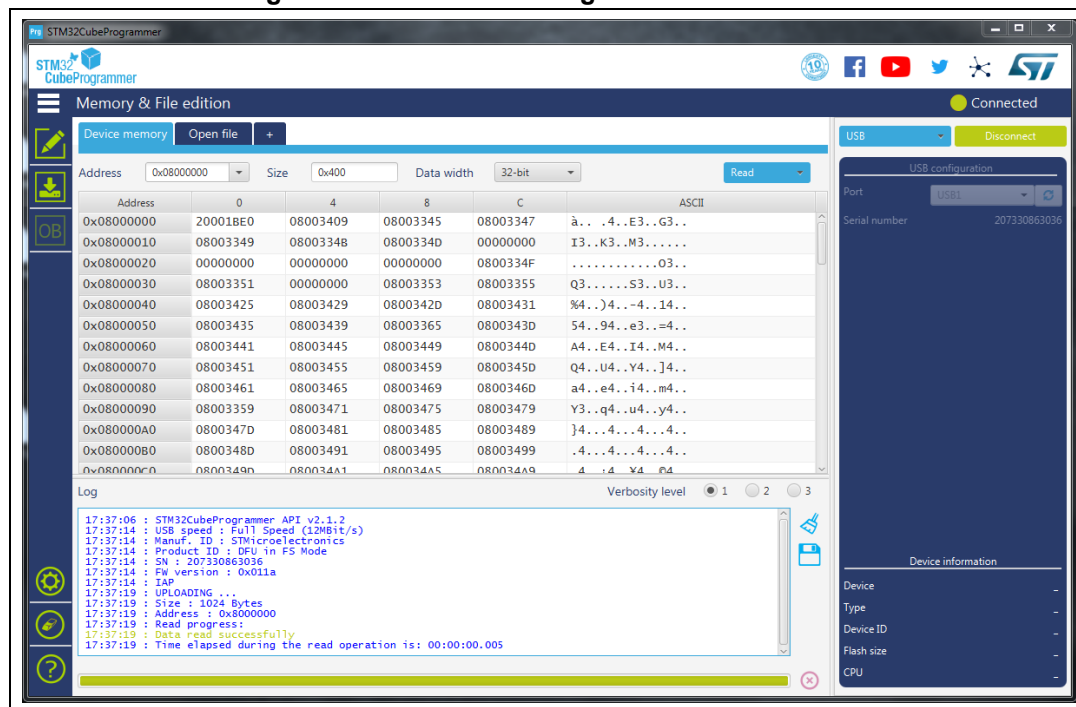 Prg STM32CubeProgrammer
STM32
CubeProgrammer
10
Memory & File edition
Connected
Device memory Open file +
USB Disconnect
Address 0x08000000 Size 0x400 Data width 32-bit Read
USB configuration
Port USB1
Serial number 207330863036
Address 0 4 8 C ASCII
0x08000000 20001BE0 08003409 08003345 08003347 à.. .4..E3..G3..
0x08000010 08003349 0800334B 0800334D 00000000 I3..K3..M3......
0x08000020 00000000 00000000 00000000 0800334F ............O3..
0x08000030 08003351 00000000 08003353 08003355 Q3......S3..U3..
0x08000040 08003425 08003429 0800342D 08003431 %4..)4..-4..14..
0x08000050 08003435 08003439 08003365 0800343D 54..94..e3..=4..
0x08000060 08003441 08003445 08003449 0800344D A4..E4..I4..M4..
0x08000070 08003451 08003455 08003459 0800345D Q4..U4..Y4..]4..
0x08000080 08003461 08003465 08003469 0800346D a4..e4..i4..m4..
0x08000090 08003359 08003471 08003475 08003479 Y3..q4..u4..y4..
0x080000A0 0800347D 08003481 08003485 08003489 }4...4...4...4..
0x080000B0 0800348D 08003491 08003495 08003499 .4...4...4...4..
0x080000C0 0800349D 080034A1 080034A5 080034A9
OB
Log Verbosity level 1 2 3
17:37:06 : STM32CubeProgrammer API v2.1.2
17:37:14 : USB speed : Full Speed (12MBit/s)
17:37:14 : Manuf. ID : STMicroelectronics
17:37:14 : Product ID : DFU in FS Mode
17:37:14 : SN : 207330863036
17:37:14 : FW version : 0x011a
17:37:14 : IAP
17:37:19 : UPLOADING ...
17:37:19 : Size : 1024 Bytes
17:37:19 : Address : 0x8000000
17:37:19 : Read progress:
17:37:19 : Data read successfully
17:37:19 : Time elapsed during the read operation is: 00:00:00.005
Device information
Device -
Type -
Device ID -
Flash size -
CPU -